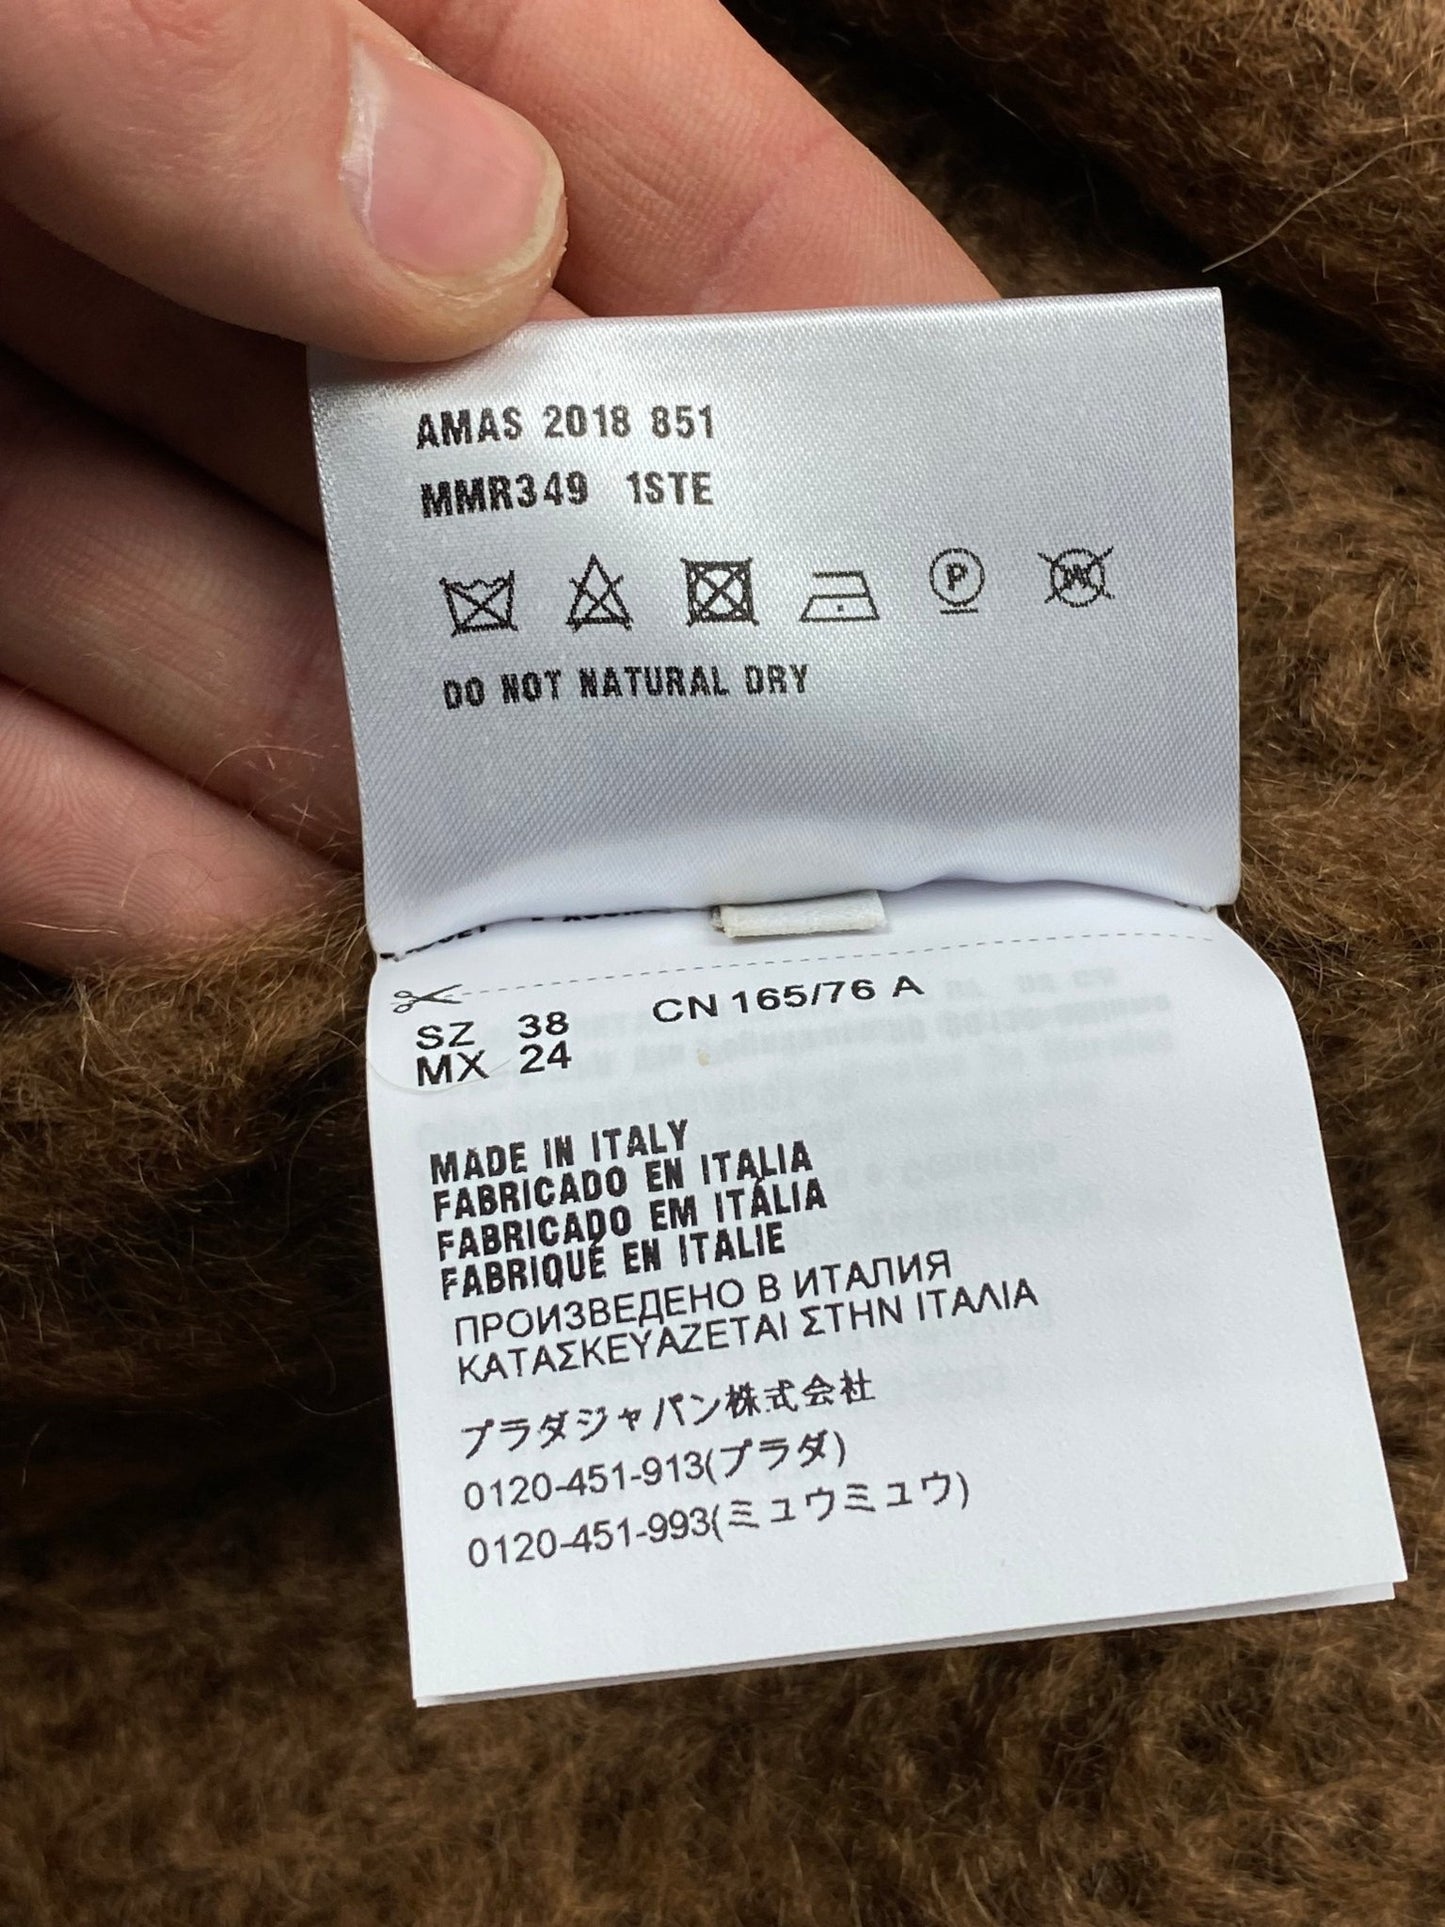 AMAS 2018 851
MMR349 1STE
P
W
DO NOT NATURAL DRY
SZ 38 CN 165/76 A
MX 24
MADE IN ITALY
FABRICADO EN ITALIA
FABRICADO EM ITÁLIA
FABRIQUÉ EN ITALIE
ПРОИЗВЕДЕНО В ИТАЛИЯ
ΚΑΤΑΣΚΕΥΑΖΕΤΑΙ ΣΤΗΝ ΙΤΑΛΙΑ
プラダジャパン株式会社
0120-451-913(プラダ)
0120-451-993(ミュウミュウ)